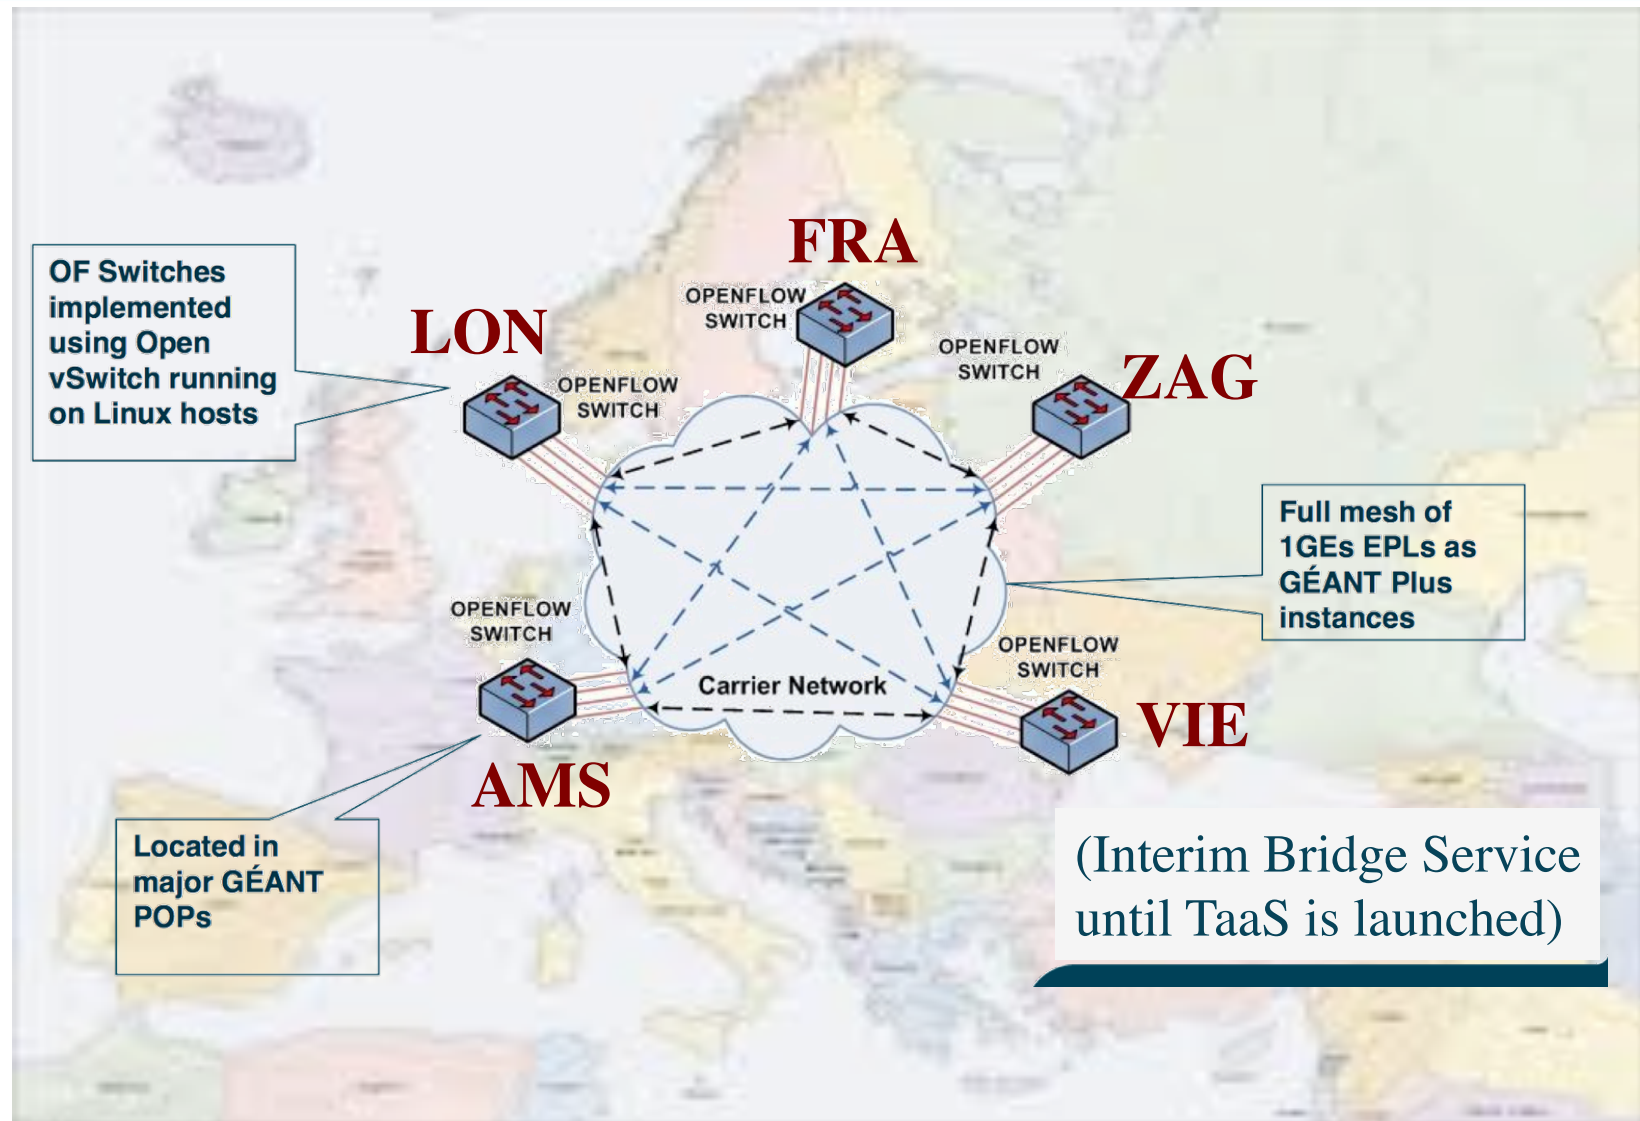 FRA
OPENFLOW
SWITCH
LON
OPENFLOW
SWITCH
OPENFLOW
SWITCH
ZAG
OF Switches
implemented
using Open
vSwitch running
on Linux hosts
Full mesh of
1GEs EPLs as
GÉANT Plus
instances
OPENFLOW
SWITCH
OPENFLOW
SWITCH
Carrier Network
VIE
AMS
Located in
major GÉANT
POPs
(Interim Bridge Service
until TaaS is launched)